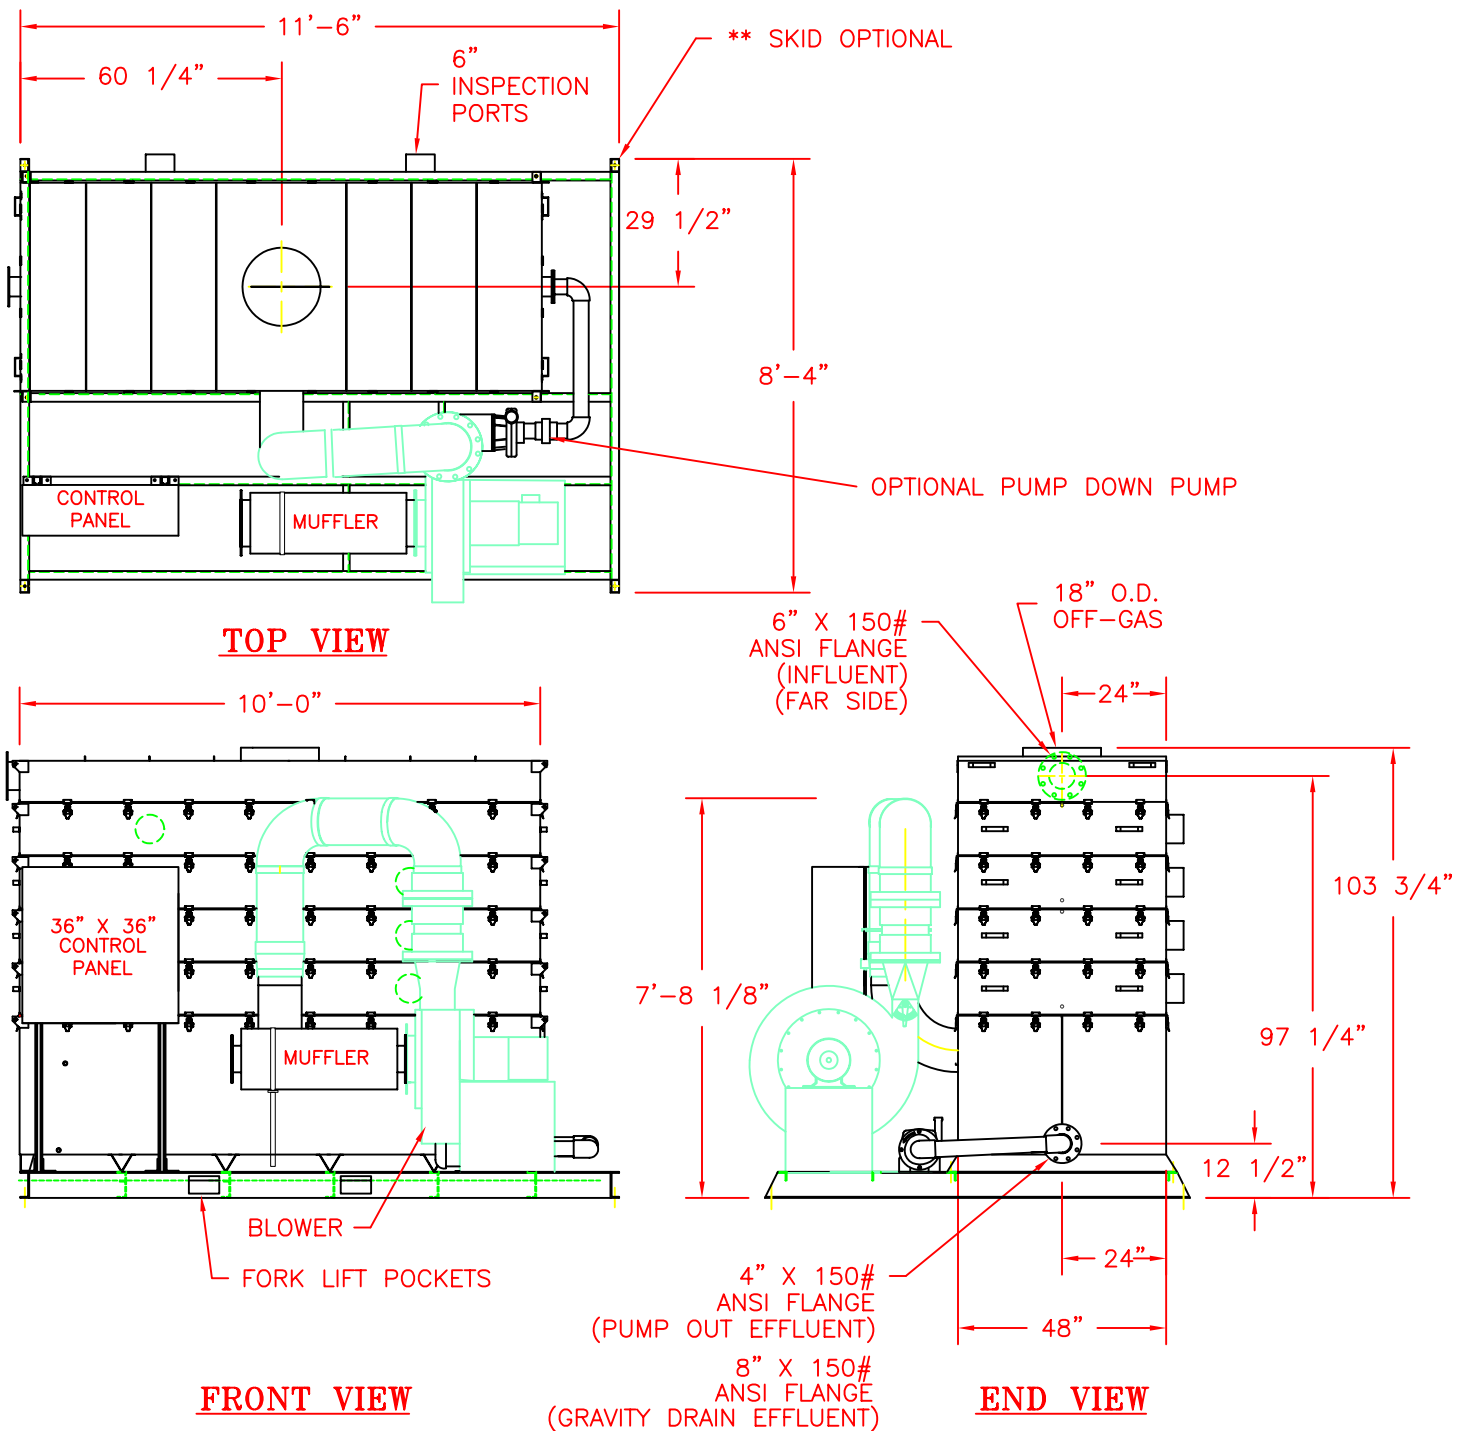 11'-6"
** SKID OPTIONAL
60 1/4"
6"
INSPECTION
PORTS
29 1/2"
8'-4"
OPTIONAL PUMP DOWN PUMP
CONTROL
PANEL
MUFFLER
TOP VIEW
18" O.D.
OFF-GAS
6" X 150#
ANSI FLANGE
(INFLUENT)
(FAR SIDE)
24"
10'-0"
36" X 36"
CONTROL
PANEL
MUFFLER
7'-8 1/8"
103 3/4"
97 1/4"
12 1/2"
BLOWER
FORK LIFT POCKETS
24"
4" X 150#
ANSI FLANGE
(PUMP OUT EFFLUENT)
48"
8" X 150#
ANSI FLANGE
(GRAVITY DRAIN EFFLUENT)
FRONT VIEW
END VIEW